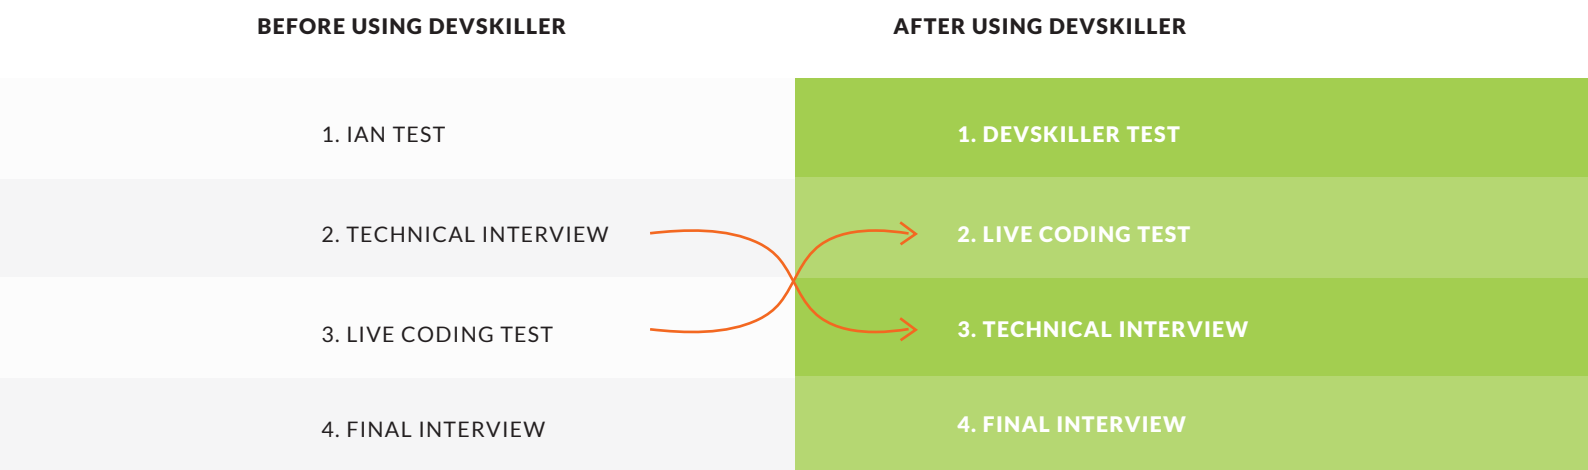 BEFORE USING DEVSKILLER
AFTER USING DEVSKILLER
1. IAN TEST
1. DEVSKILLER TEST
2. TECHNICAL INTERVIEW
2. LIVE CODING TEST
3. LIVE CODING TEST
3. TECHNICAL INTERVIEW
4. FINAL INTERVIEW
4. FINAL INTERVIEW